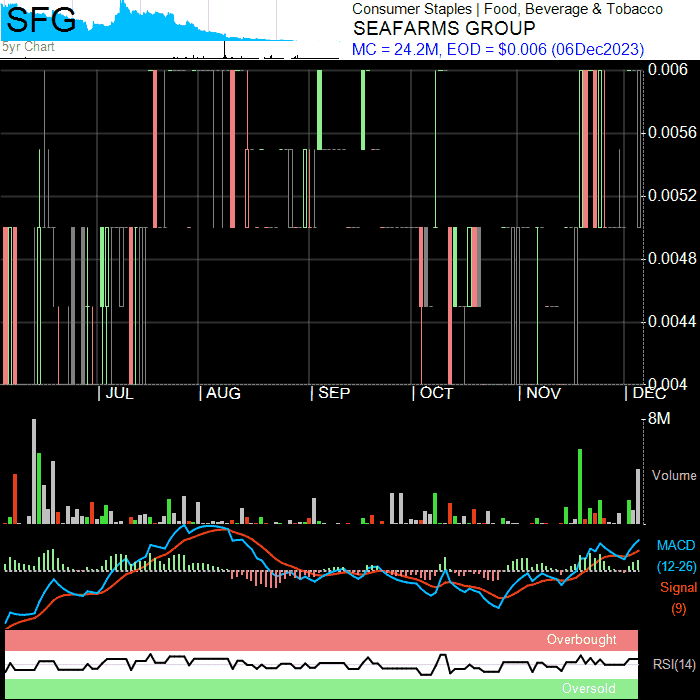 SFG
5yr Chart
Consumer Staples | Food, Beverage & Tobacco
SEAFARMS GROUP
MC = 24.2M, EOD = $0.006 (06Dec2023)
0.006
0.0056
0.0052
0.0048
0.0044
0.004
| JUL | AUG | SEP | OCT | NOV | DEC
8M
Volume
MACD
(12-26)
Signal
(9)
Overbought
RSI(14)
Oversold